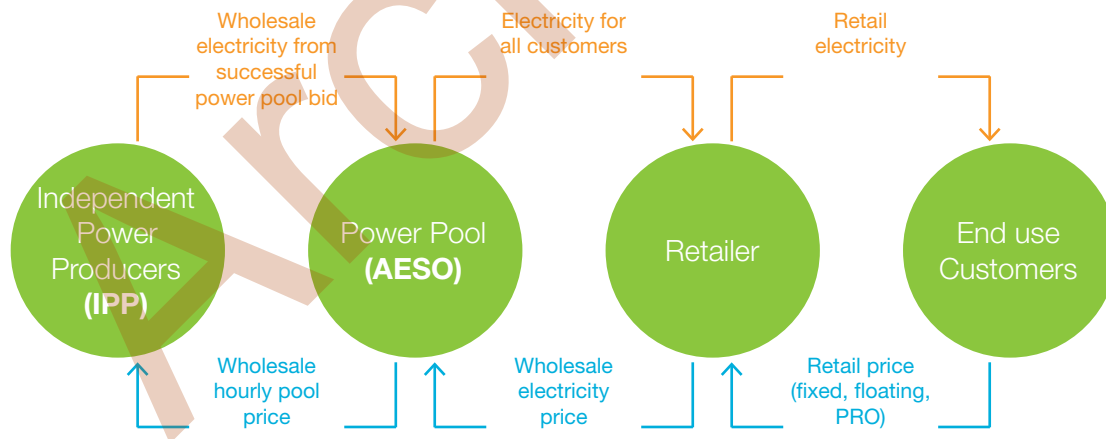 Wholesale
electricity from
successful
power pool bid
Electricity for
all customers
Retail
electricity
Independent
Power
Producers
(IPP)
Power Pool
(AESO)
Retailer
End use
Customers
Wholesale
hourly pool
price
Wholesale
electricity
price
Retail price
(fixed, floating,
PRO)